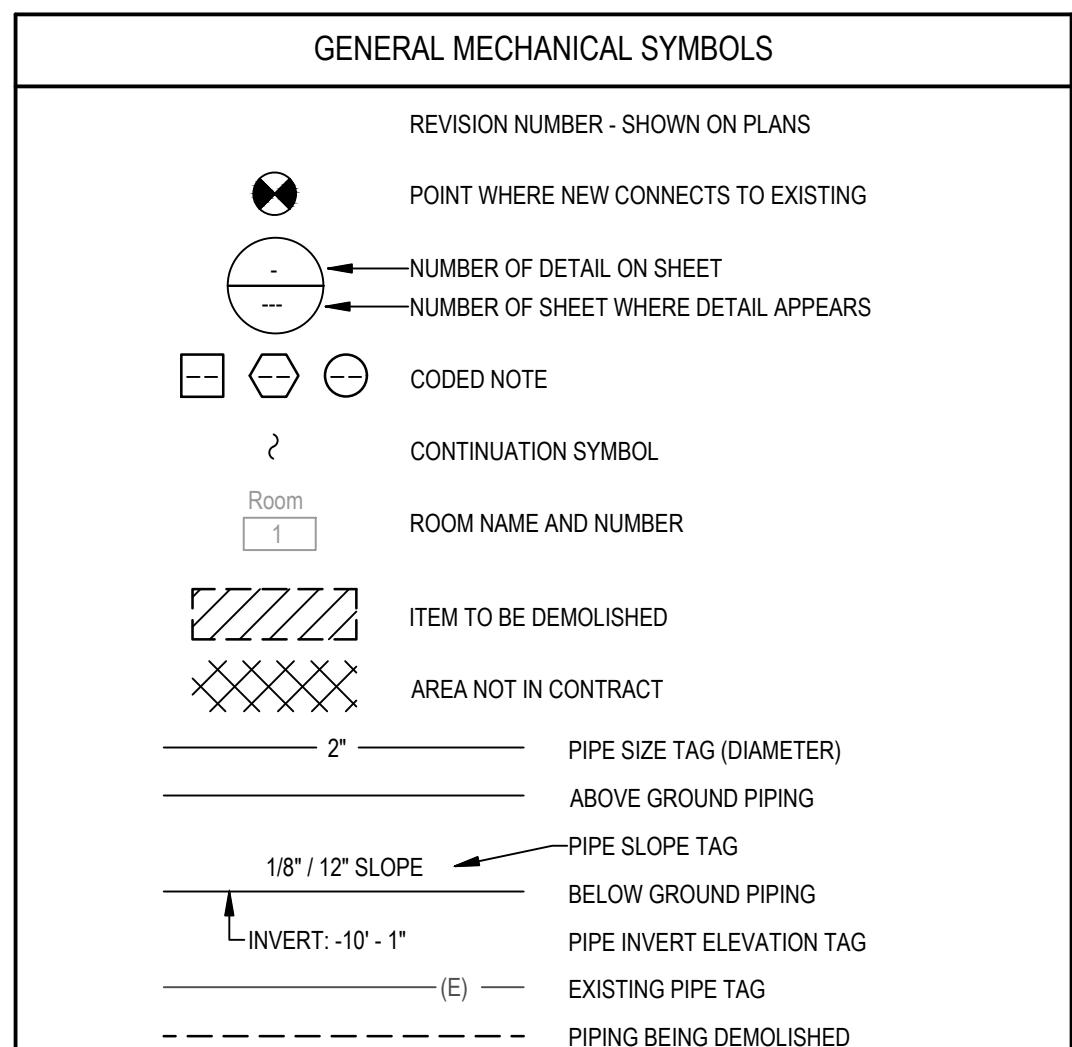 GENERAL MECHANICAL SYMBOLS
REVISION NUMBER - SHOWN ON PLANS
POINT WHERE NEW CONNECTS TO EXISTING
-
NUMBER OF DETAIL ON SHEET
---
NUMBER OF SHEET WHERE DETAIL APPEARS
-- -- -- CODED NOTE
CONTINUATION SYMBOL
Room
1
ROOM NAME AND NUMBER
ITEM TO BE DEMOLISHED
AREA NOT IN CONTRACT
2" PIPE SIZE TAG (DIAMETER)
ABOVE GROUND PIPING
PIPE SLOPE TAG
1/8" / 12" SLOPE
BELOW GROUND PIPING
INVERT: -10' - 1" PIPE INVERT ELEVATION TAG
(E) EXISTING PIPE TAG
PIPING BEING DEMOLISHED